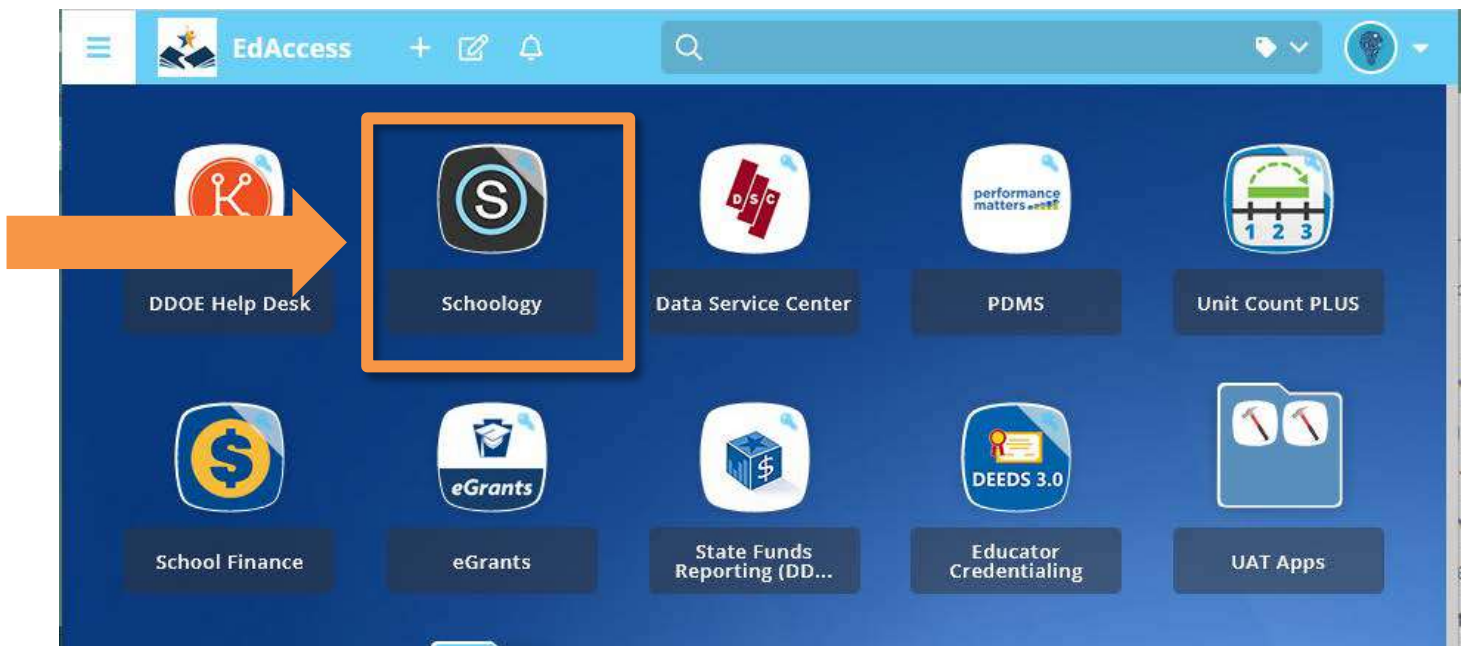 EdAccess
K
S
D/S/C
performance
matters
1 2 3
DDOE Help Desk
Schoology
Data Service Center
PDMS
Unit Count PLUS
$
eGrants
$
DEEDS 3.0
School Finance
eGrants
State Funds
Reporting (DD...
Educator
Credentialing
UAT Apps